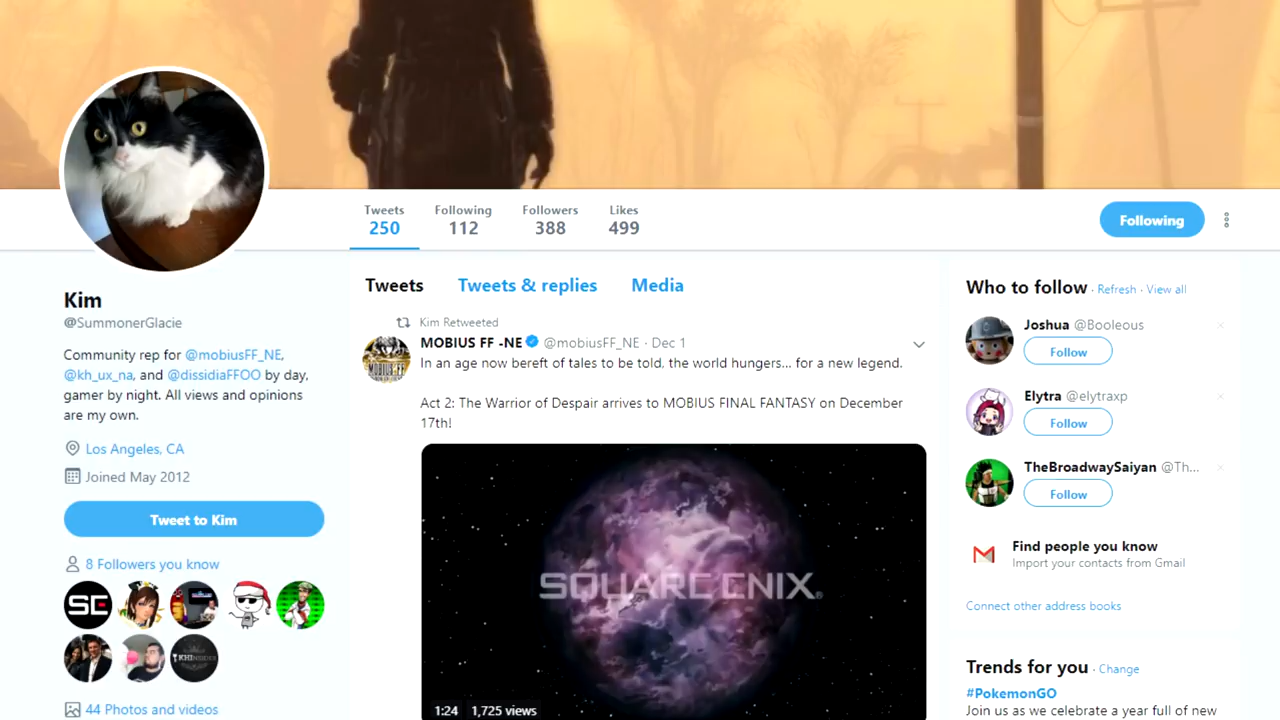 Tweets
250
Following
112
Followers
388
Likes
499
Following
Kim
@SummonerGlacie
Community rep for @mobiusFF_NE,
@kh_ux_na, and @dissidiaFFOO by day,
gamer by night. All views and opinions
are my own.
Los Angeles, CA
Joined May 2012
Tweet to Kim
8 Followers you know
SE
44 Photos and videos
Tweets Tweets & replies Media
Kim Retweeted
MOBIUS FF -NE @mobiusFF_NE · Dec 1
In an age now bereft of tales to be told, the world hungers... for a new legend.
Act 2: The Warrior of Despair arrives to MOBIUS FINAL FANTASY on December
17th!
SQUARE ENIX®
1:24 1,725 views
Who to follow · Refresh · View all
Joshua @Booleous
Follow
Elytra @elytraxp
Follow
TheBroadwaySaiyan @Th...
Follow
Find people you know
Import your contacts from Gmail
Connect other address books
Trends for you · Change
#PokemonGO
Join us as we celebrate a year full of new